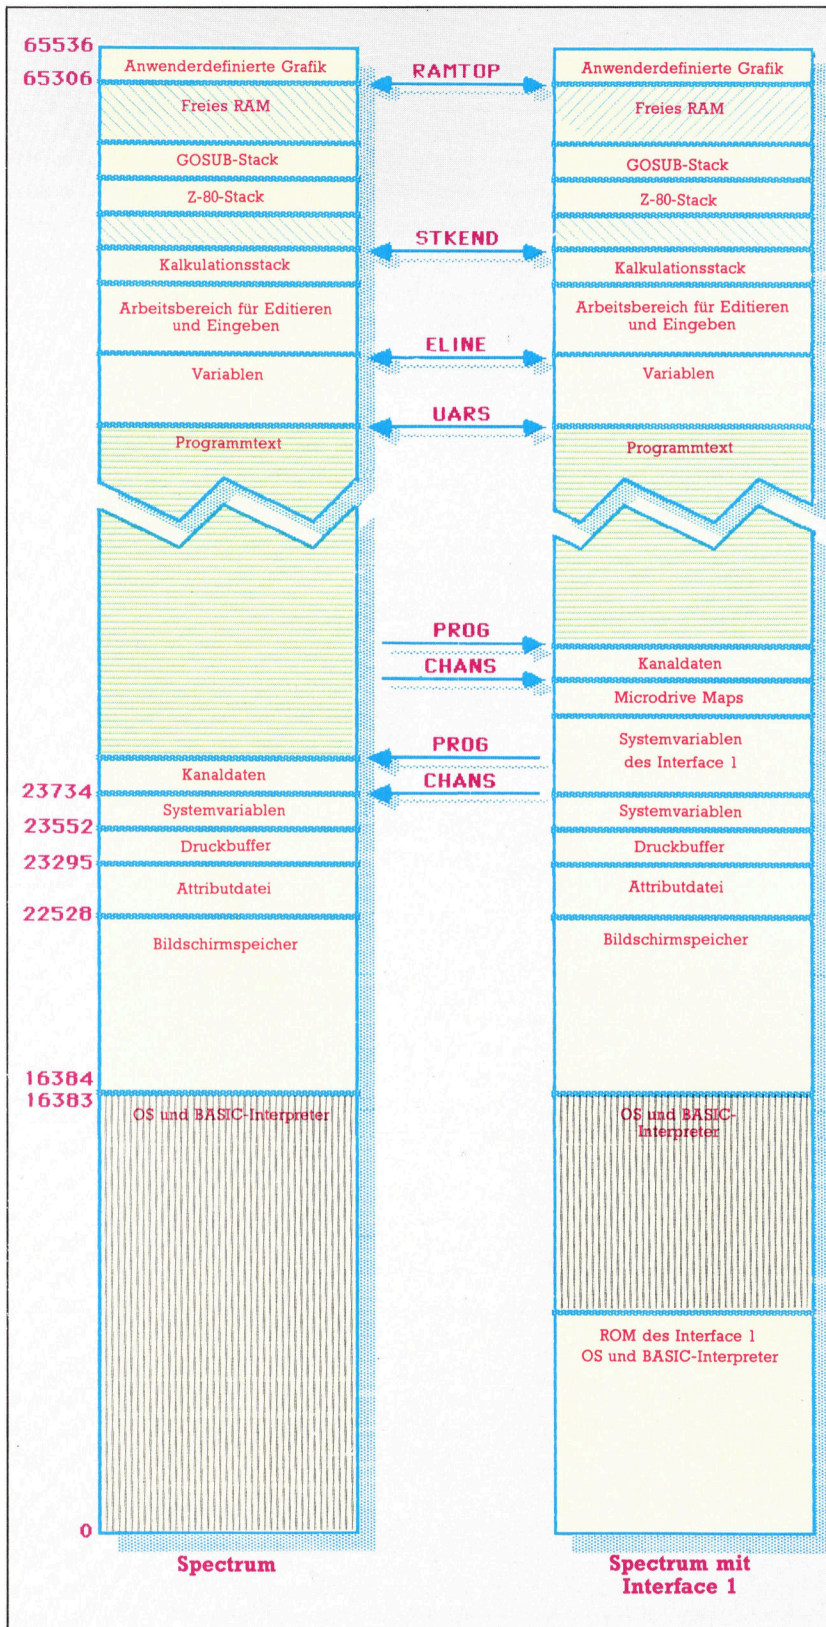 65536
65306
Anwenderdefinierte Grafik
Freies RAM
GOSUB-Stack
Z-80-Stack
Kalkulationsstack
Arbeitsbereich für Editieren
und Eingeben
Variablen
Programmtext
Kanaldaten
23734
Systemvariablen
23552
Druckbuffer
23295
Attributdatei
22528
Bildschirmspeicher
16384
16383
OS und BASIC-Interpreter
0
Spectrum
RAMTOP
STKEND
ELINE
VARS
PROG
CHANS
PROG
CHANS
Anwenderdefinierte Grafik
Freies RAM
GOSUB-Stack
Z-80-Stack
Kalkulationsstack
Arbeitsbereich für Editieren
und Eingeben
Variablen
Programmtext
Kanaldaten
Microdrive Maps
Systemvariablen
des Interface 1
Systemvariablen
Druckbuffer
Attributdatei
Bildschirmspeicher
OS und BASIC-
Interpreter
ROM des Interface 1
OS und BASIC-Interpreter
Spectrum mit
Interface 1